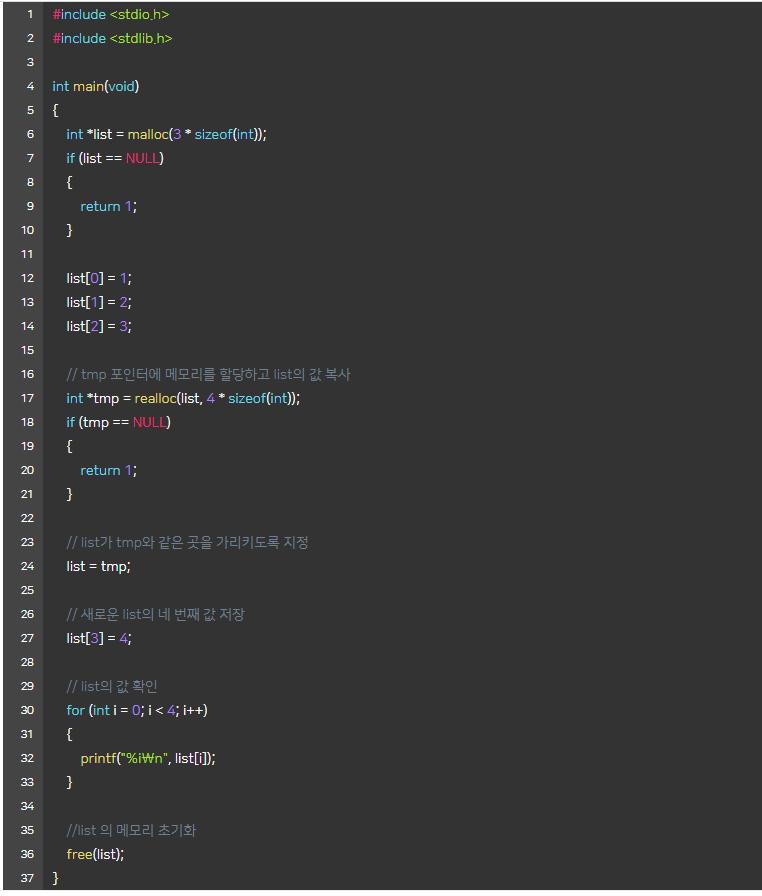 1 #include <stdio.h>
2 #include <stdlib.h>
3
4 int main(void)
5 {
6 int *list = malloc(3 * sizeof(int));
7 if (list == NULL)
8 {
9 return 1;
10 }
11
12 list[0] = 1;
13 list[1] = 2;
14 list[2] = 3;
15
16 // tmp 포인터에 메모리를 할당하고 list의 값 복사
17 int *tmp = realloc(list, 4 * sizeof(int));
18 if (tmp == NULL)
19 {
20 return 1;
21 }
22
23 // list가 tmp와 같은 곳을 가리키도록 지정
24 list = tmp;
25
26 // 새로운 list의 네 번째 값 저장
27 list[3] = 4;
28
29 // list의 값 확인
30 for (int i = 0; i < 4; i++)
31 {
32 printf("%i₩n", list[i]);
33 }
34
35 //list 의 메모리 초기화
36 free(list);
37 }